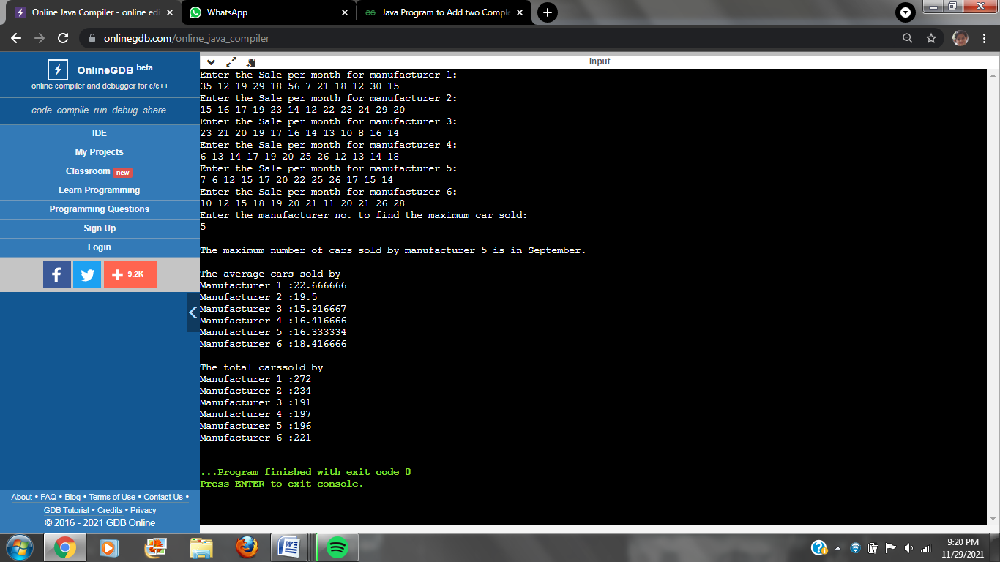 Online Java Compiler - online edi
WhatsApp
Java Program to Add two Comple
onlinegdb.com/online_java_compiler
OnlineGDB beta
online compiler and debugger for c/c++
code. compile. run. debug. share.
IDE
My Projects
Classroom new
Learn Programming
Programming Questions
Sign Up
Login
f
9.2K
input
Enter the Sale per month for manufacturer 1:
35 12 19 29 18 56 7 21 18 12 30 15
Enter the Sale per month for manufacturer 2:
15 16 17 19 23 14 12 22 23 24 29 20
Enter the Sale per month for manufacturer 3:
23 21 20 19 17 16 14 13 10 8 16 14
Enter the Sale per month for manufacturer 4:
6 13 14 17 19 20 25 26 12 13 14 18
Enter the Sale per month for manufacturer 5:
7 6 12 15 17 20 22 25 26 17 15 14
Enter the Sale per month for manufacturer 6:
10 12 15 18 19 20 21 11 20 21 26 28
Enter the manufacturer no. to find the maximum car sold:
5
The maximum number of cars sold by manufacturer 5 is in September.
The average cars sold by
Manufacturer 1 :22.666666
Manufacturer 2 :19.5
Manufacturer 3 :15.916667
Manufacturer 4 :16.416666
Manufacturer 5 :16.333334
Manufacturer 6 :18.416666
The total carssold by
Manufacturer 1 :272
Manufacturer 2 :234
Manufacturer 3 :191
Manufacturer 4 :197
Manufacturer 5 :196
Manufacturer 6 :221
...Program finished with exit code 0
Press ENTER to exit console.
About • FAQ • Blog • Terms of Use • Contact Us •
GDB Tutorial • Credits • Privacy
© 2016 - 2021 GDB Online
9:20 PM
11/29/2021